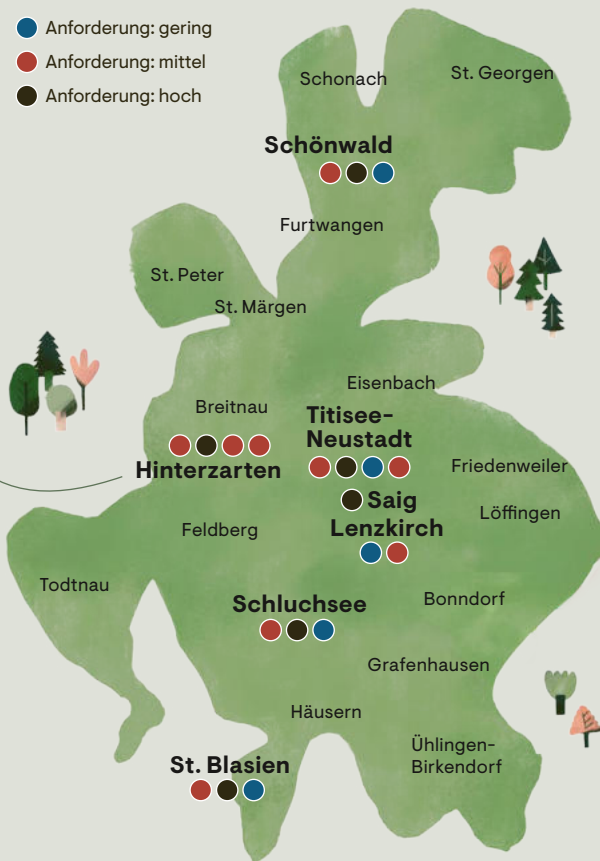 Anforderung: gering
Anforderung: mittel
Anforderung: hoch
Schonach
St. Georgen
Schönwald
Furtwangen
St. Peter
St. Märgen
Eisenbach
Breitnau
Titisee-
Neustadt
Hinterzarten
Friedenweiler
Saig
Löffingen
Lenzkirch
Feldberg
Todtnau
Schluchsee
Bonndorf
Grafenhausen
Häusern
Ühlingen-
Birkendorf
St. Blasien